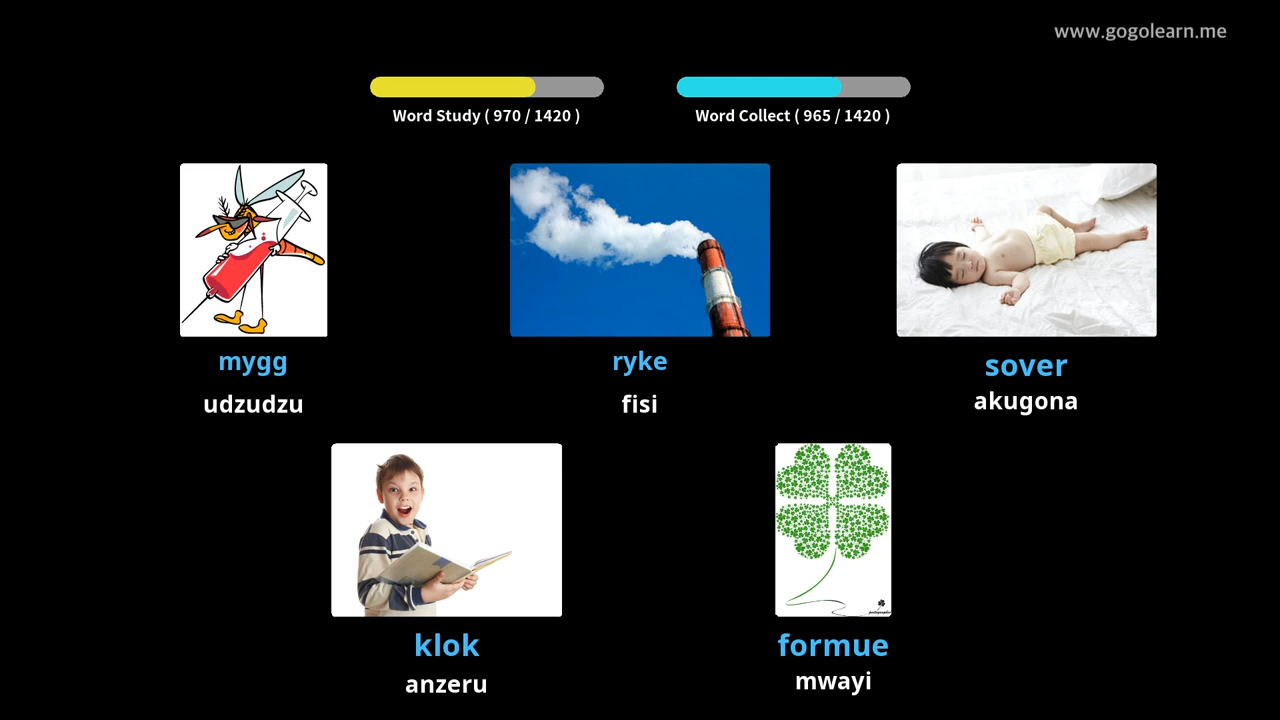 www.gogolearn.me
Word Study ( 970 / 1420 )
Word Collect ( 965 / 1420 )
mygg
udzudzu
ryke
fisi
sover
akugona
klok
anzeru
formue
mwayi